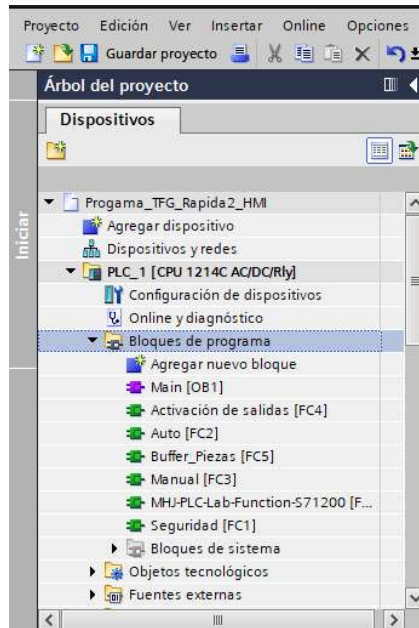 Proyecto Edición Ver Insertar Online Opciones
Guardar proyecto
Árbol del proyecto
Dispositivos
Iniciar
Progama_TFG_Rapida2_HMI
Agregar dispositivo
Dispositivos y redes
PLC_1 [CPU 1214C AC/DC/Rly]
Configuración de dispositivos
Online y diagnóstico
Bloques de programa
Agregar nuevo bloque
Main [OB1]
Activación de salidas [FC4]
Auto [FC2]
Buffer_Piezas [FC5]
Manual [FC3]
MHJ-PLC-Lab-Function-S71200 [F...
Seguridad [FC1]
Bloques de sistema
Objetos tecnológicos
Fuentes externas